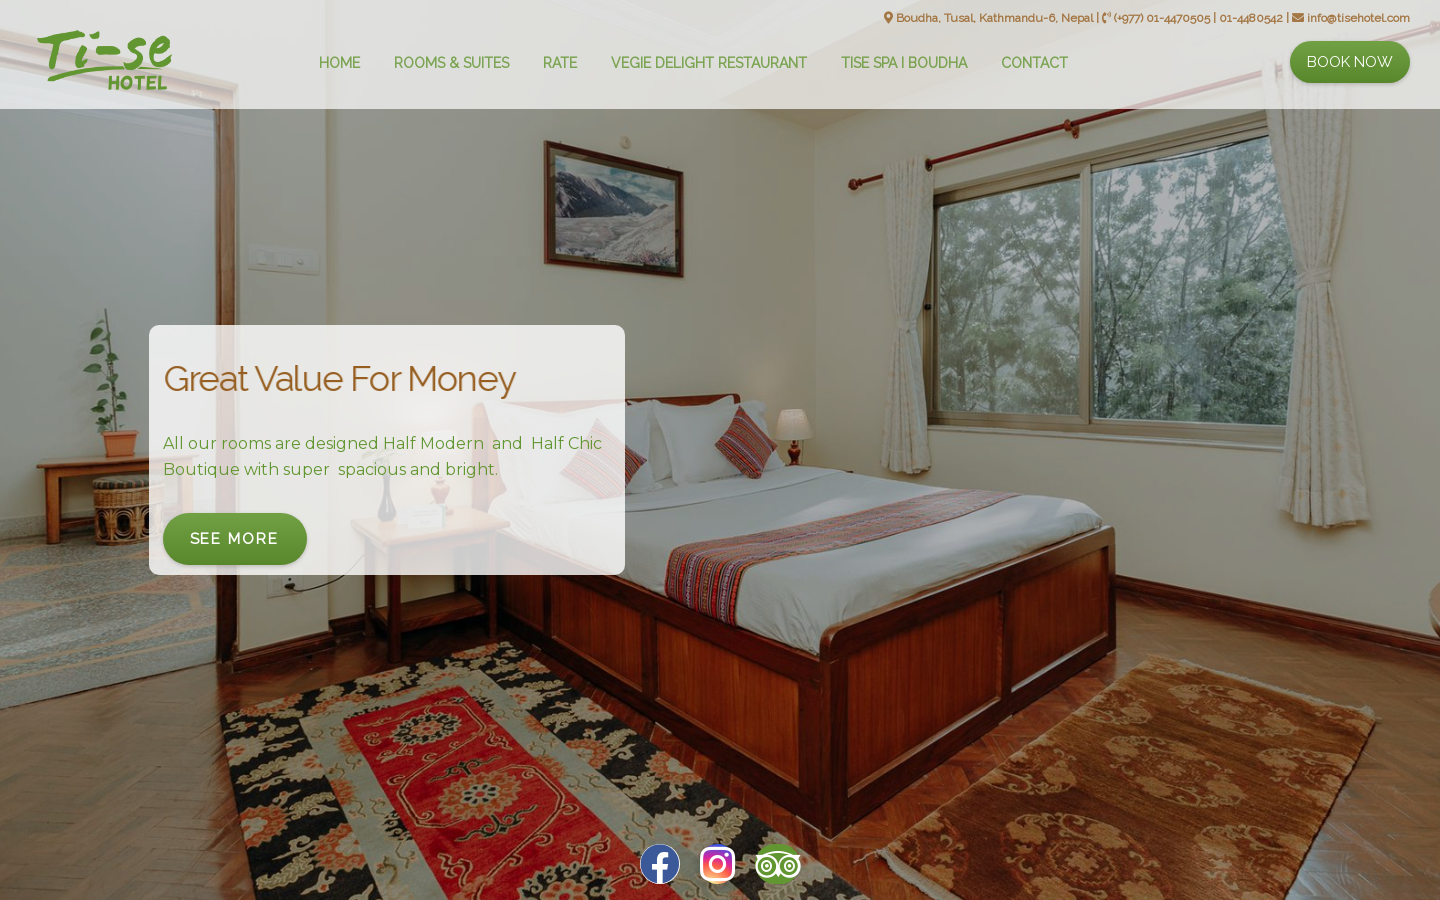 Boudha, Tusal, Kathmandu-6, Nepal | (+977) 01-4470505 | 01-4480542 | info@tisehotel.com
Ti-se
HOTEL
HOME
ROOMS & SUITES
RATE
VEGIE DELIGHT RESTAURANT
TISE SPA I BOUDHA
CONTACT
BOOK NOW
Great Value For Money
All our rooms are designed Half Modern  and  Half Chic
Boutique with super  spacious and bright.
SEE MORE